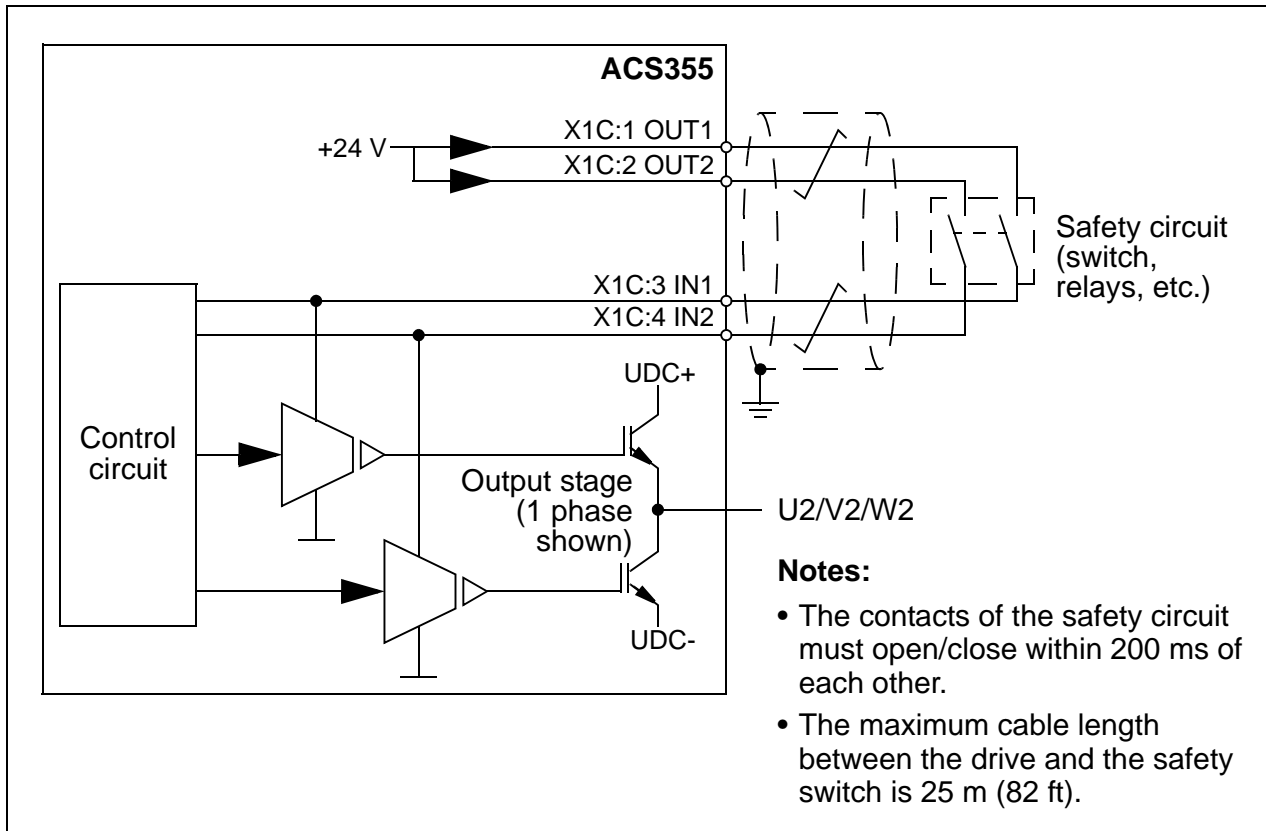 ACS355
X1C:1 OUT1
+24 V
X1C:2 OUT2
Safety circuit
(switch,
relays, etc.)
X1C:3 IN1
X1C:4 IN2
UDC+
Control
circuit
Output stage
(1 phase
shown)
U2/V2/W2
UDC-
Notes:
• The contacts of the safety circuit
must open/close within 200 ms of
each other.
• The maximum cable length
between the drive and the safety
switch is 25 m (82 ft).